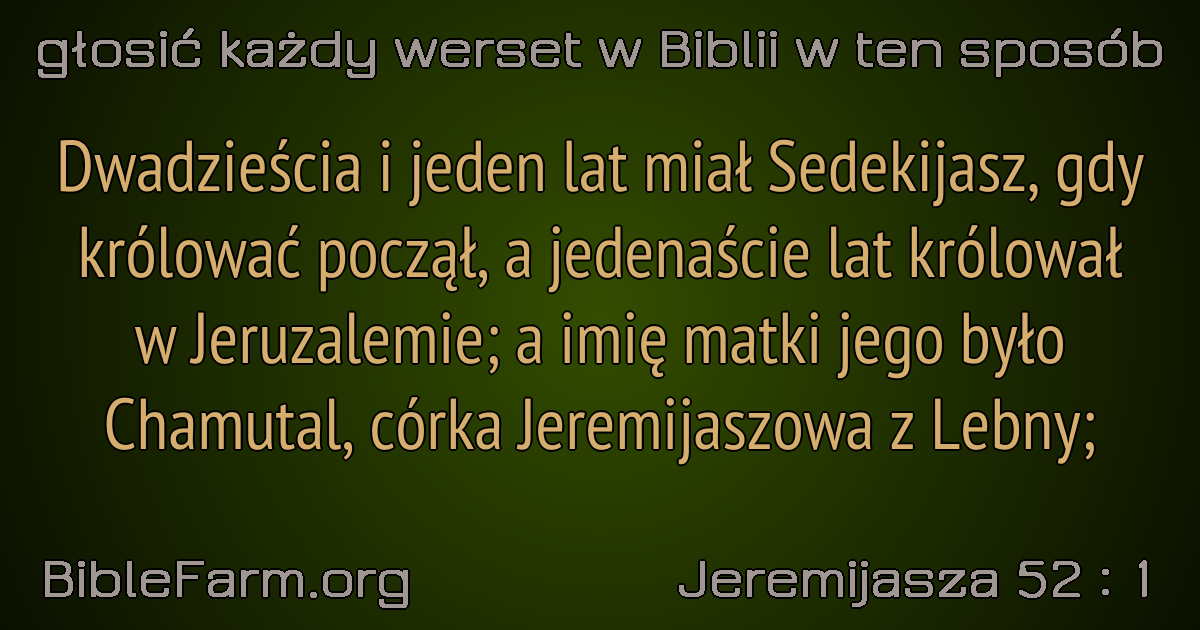 głosić każdy werset w Biblii w ten sposób
Dwadzieścia i jeden lat miał Sedekijasz, gdy
królować począł, a jedenaście lat królował
w Jeruzalemie; a imię matki jego było
Chamutal, córka Jeremijaszowa z Lebny;
BibleFarm.org
Jeremijasza 52 : 1